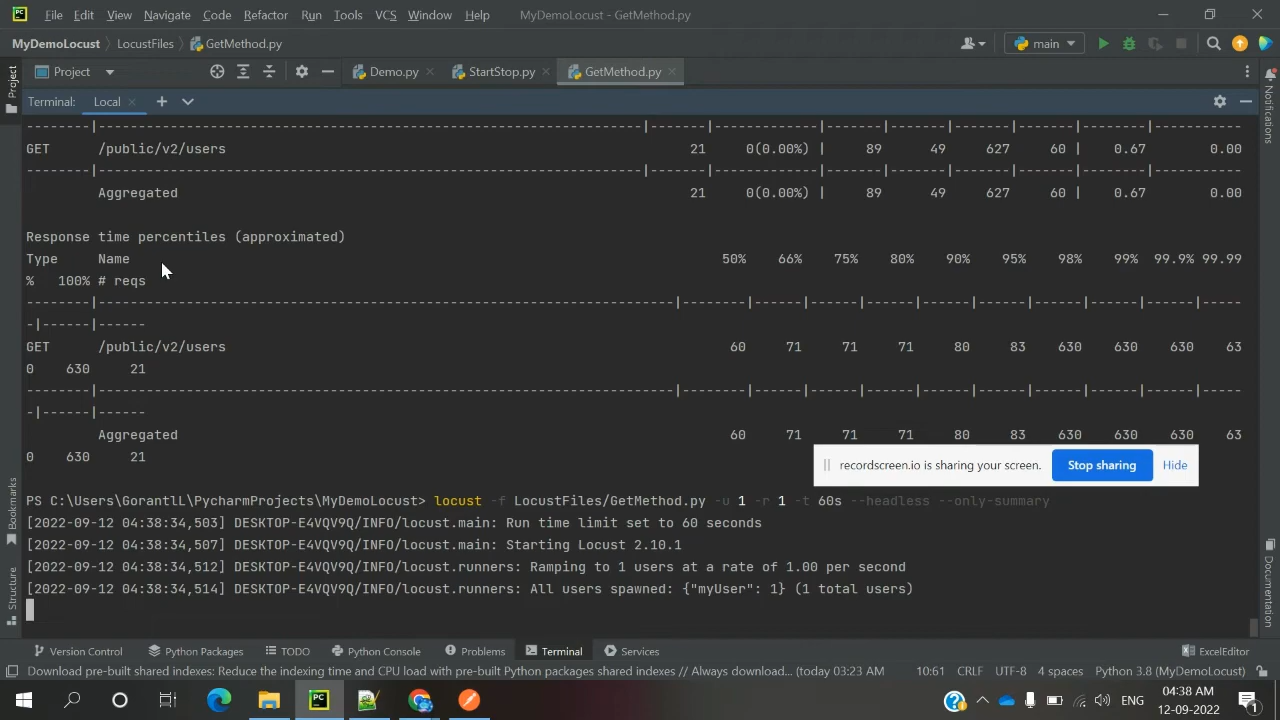 PC File Edit View Navigate Code Refactor Run Tools VCS Window Help MyDemoLocust - GetMethod.py
MyDemoLocust LocustFiles GetMethod.py main
Project Demo.py StartStop.py GetMethod.py
Project
Notifications
Terminal: Local
--------|----------------------------------------------------------------------|-------|-------------|-------|-------|-------|-------|--------|-----------
GET /public/v2/users 21 0(0.00%) | 89 49 627 60 | 0.67 0.00
--------|----------------------------------------------------------------------|-------|-------------|-------|-------|-------|-------|--------|-----------
Aggregated 21 0(0.00%) | 89 49 627 60 | 0.67 0.00
Response time percentiles (approximated)
Type Name 50% 66% 75% 80% 90% 95% 98% 99% 99.9% 99.99
% 100% # reqs
--------|--------------------------------------------------------------------------------|--------|------|------|------|------|------|------|------|------|-----
-|------|------
GET /public/v2/users 60 71 71 71 80 83 630 630 630 63
0 630 21
--------|--------------------------------------------------------------------------------|--------|------|------|------|------|------|------|------|------|-----
-|------|------
Aggregated 60 71 71 71 80 83 630 630 630 63
0 630 21
recordscreen.io is sharing your screen. Stop sharing Hide
PS C:\Users\GorantlL\PycharmProjects\MyDemoLocust> locust -f LocustFiles/GetMethod.py -u 1 -r 1 -t 60s --headless --only-summary
[2022-09-12 04:38:34,503] DESKTOP-E4VQV9Q/INFO/locust.main: Run time limit set to 60 seconds
[2022-09-12 04:38:34,507] DESKTOP-E4VQV9Q/INFO/locust.main: Starting Locust 2.10.1
[2022-09-12 04:38:34,512] DESKTOP-E4VQV9Q/INFO/locust.runners: Ramping to 1 users at a rate of 1.00 per second
[2022-09-12 04:38:34,514] DESKTOP-E4VQV9Q/INFO/locust.runners: All users spawned: {"myUser": 1} (1 total users)
Bookmarks
Structure
Documentation
Version Control Python Packages TODO Python Console Problems Terminal Services ExcelEditor
Download pre-built shared indexes: Reduce the indexing time and CPU load with pre-built Python packages shared indexes // Always download... (today 03:23 AM 10:61 CRLF UTF-8 4 spaces Python 3.8 (MyDemoLocust)
PC ENG 04:38 AM
12-09-2022 1